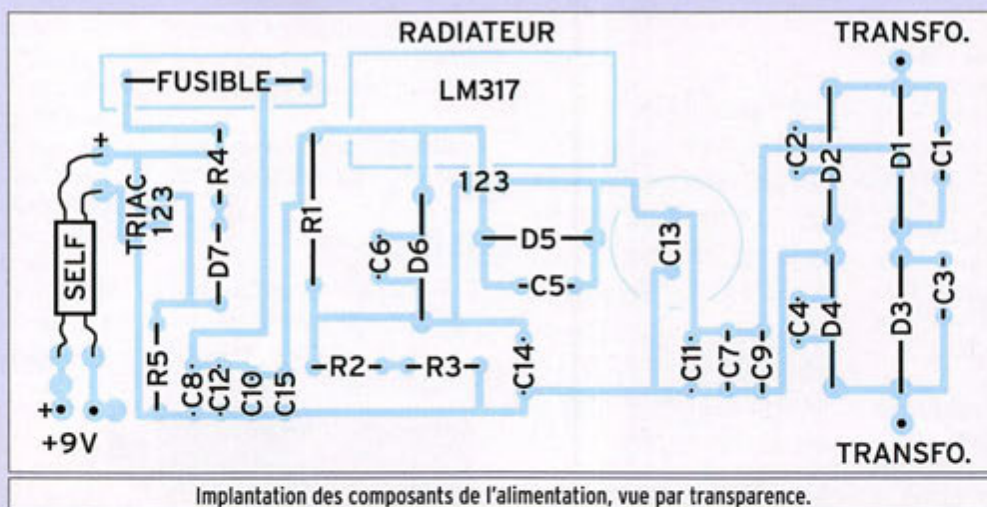 RADIATEUR
TRANSFO.
FUSIBLE
LM317
+
R4
C2
D2
D1
C1
TRIAC
123
R1
123
D7
C6
D6
D5
C13
SELF
C5
C4
D4
D3
C3
R5
C8
C12
C10
C15
R2
R3
C14
C11
C7
C9
+
+9V
TRANSFO.
Implantation des composants de l'alimentation, vue par transparence.